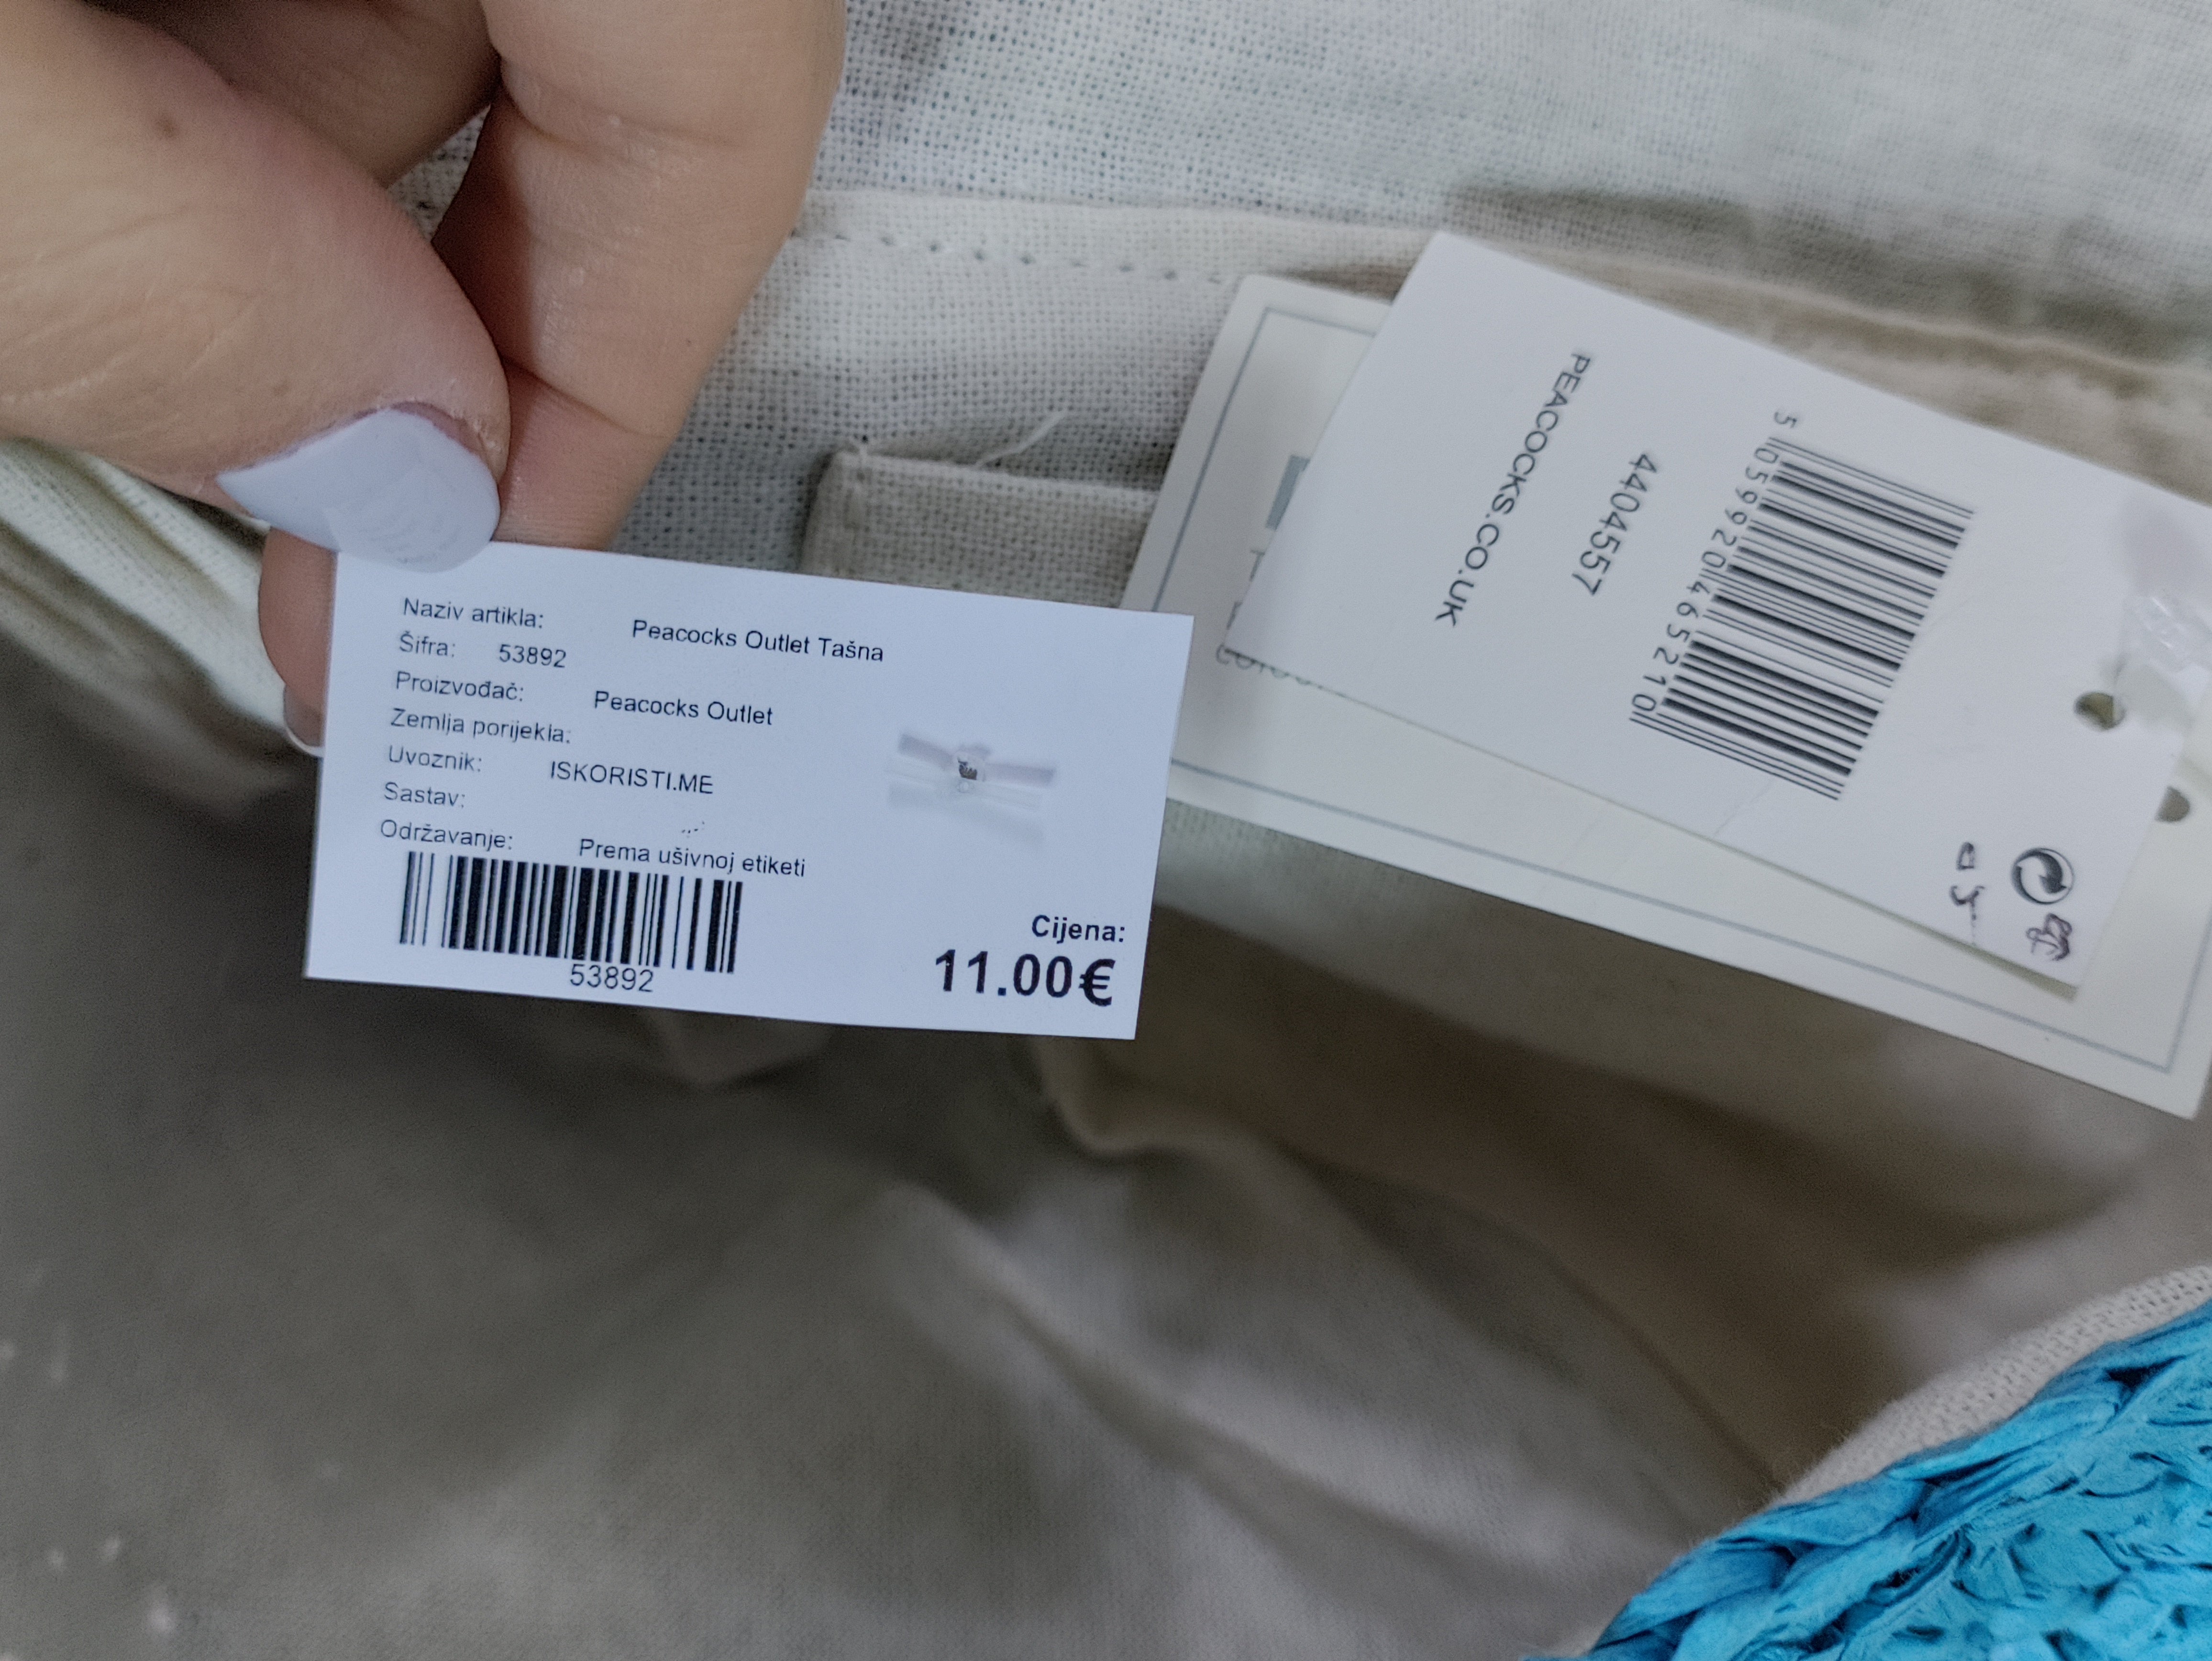 Naziv artikla: Peacocks Outlet Tašna
Šifra: 53892
Proizvođač: Peacocks Outlet
Zemlja porijekla:
Uvoznik: ISKORISTI.ME
Sastav:
Održavanje: Prema ušivnoj etiketi
53892
Cijena:
11.00€
PEACOCKS.CO.UK
4404557
5 059920 465210